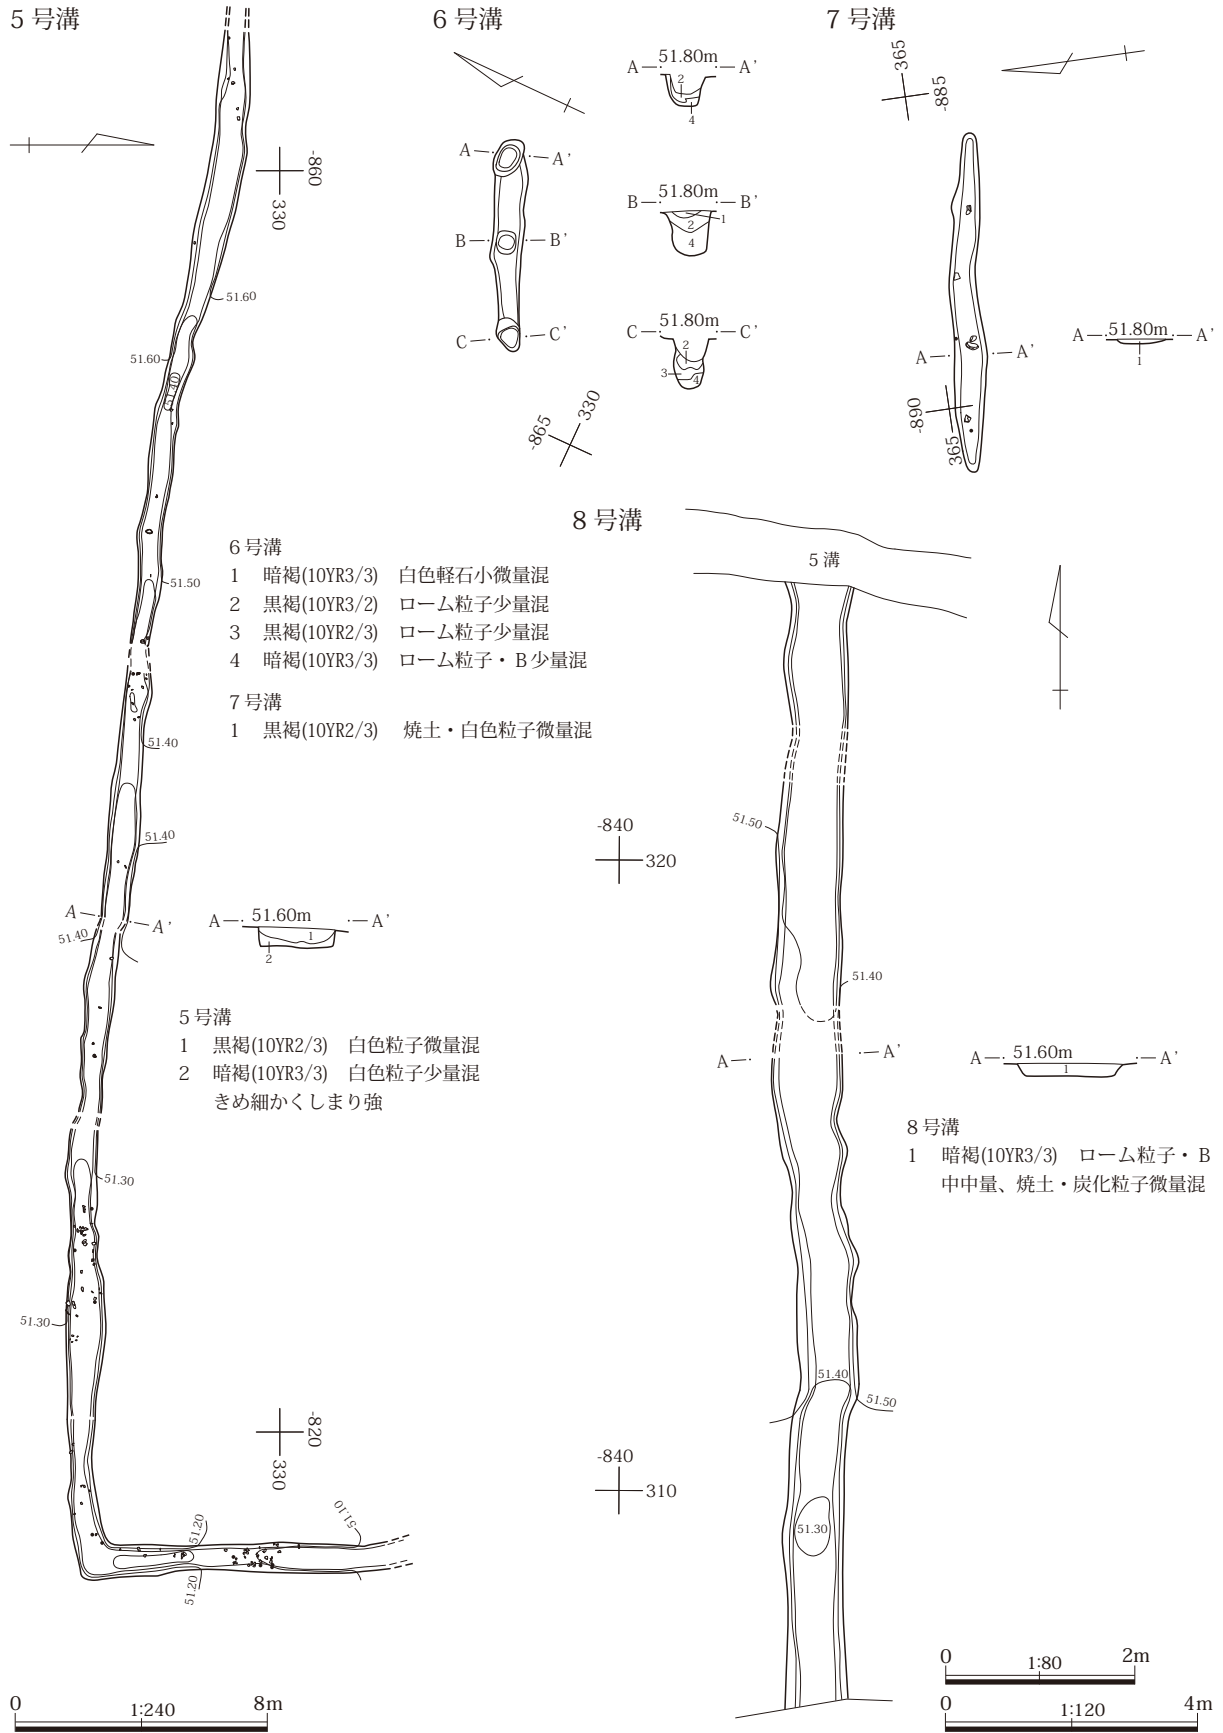 5号溝
-860
330
51.60
51.60
51.40
51.50
51.40
51.40
A A'
51.40
A 51.60m A'
1
2
5号溝
1 黒褐(10YR2/3) 白色粒子微量混
2 暗褐(10YR3/3) 白色粒子少量混
きめ細かくしまり強
51.30
51.30
-820
330
51.20
51.10
51.20
0 1:240 8m
6号溝
A A'
B B'
C C'
A 51.80m A'
2
4
B 51.80m B'
1
2
4
C 51.80m C'
2
3
4
-865
330
6号溝
1 暗褐(10YR3/3) 白色軽石小微量混
2 黒褐(10YR3/2) ローム粒子少量混
3 黒褐(10YR2/3) ローム粒子少量混
4 暗褐(10YR3/3) ローム粒子・B少量混
7号溝
1 黒褐(10YR2/3) 焼土・白色粒子微量混
7号溝
365
-885
A A'
-890
365
A 51.80m A'
1
8号溝
5溝
51.50
-840
320
51.40
A A'
A 51.60m A'
1
8号溝
1 暗褐(10YR3/3) ローム粒子・B
中中量、焼土・炭化粒子微量混
51.40
51.50
-840
310
51.30
0 1:80 2m
0 1:120 4m